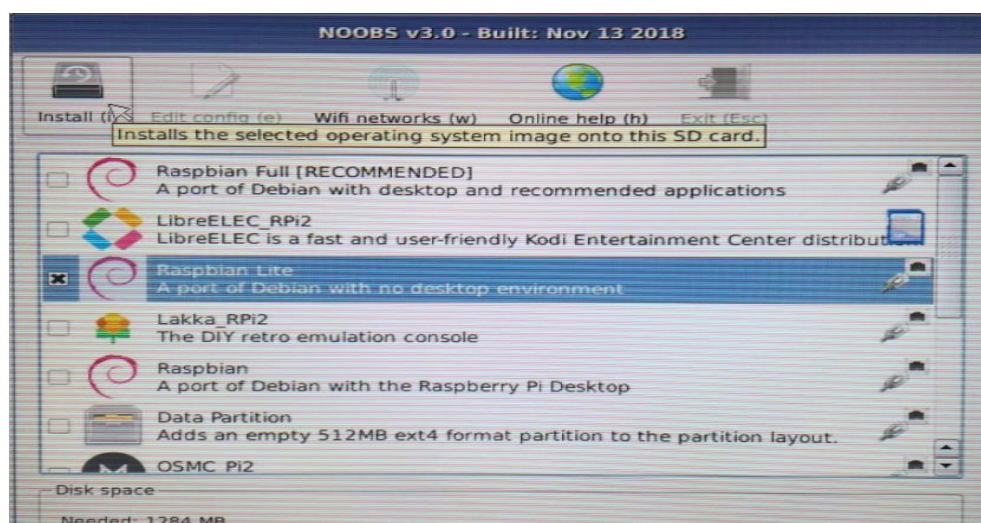 NOOBS v3.0 - Built: Nov 13 2018
Install (i) Edit config (e) Wifi networks (w) Online help (h) Exit (Esc)
Installs the selected operating system image onto this SD card.
Raspbian Full [RECOMMENDED]
A port of Debian with desktop and recommended applications
LibreELEC_RPi2
LibreELEC is a fast and user-friendly Kodi Entertainment Center distribut...
Raspbian Lite
A port of Debian with no desktop environment
Lakka_RPi2
The DIY retro emulation console
Raspbian
A port of Debian with the Raspberry Pi Desktop
Data Partition
Adds an empty 512MB ext4 format partition to the partition layout.
OSMC_Pi2
Disk space
Needed: 1284 MB